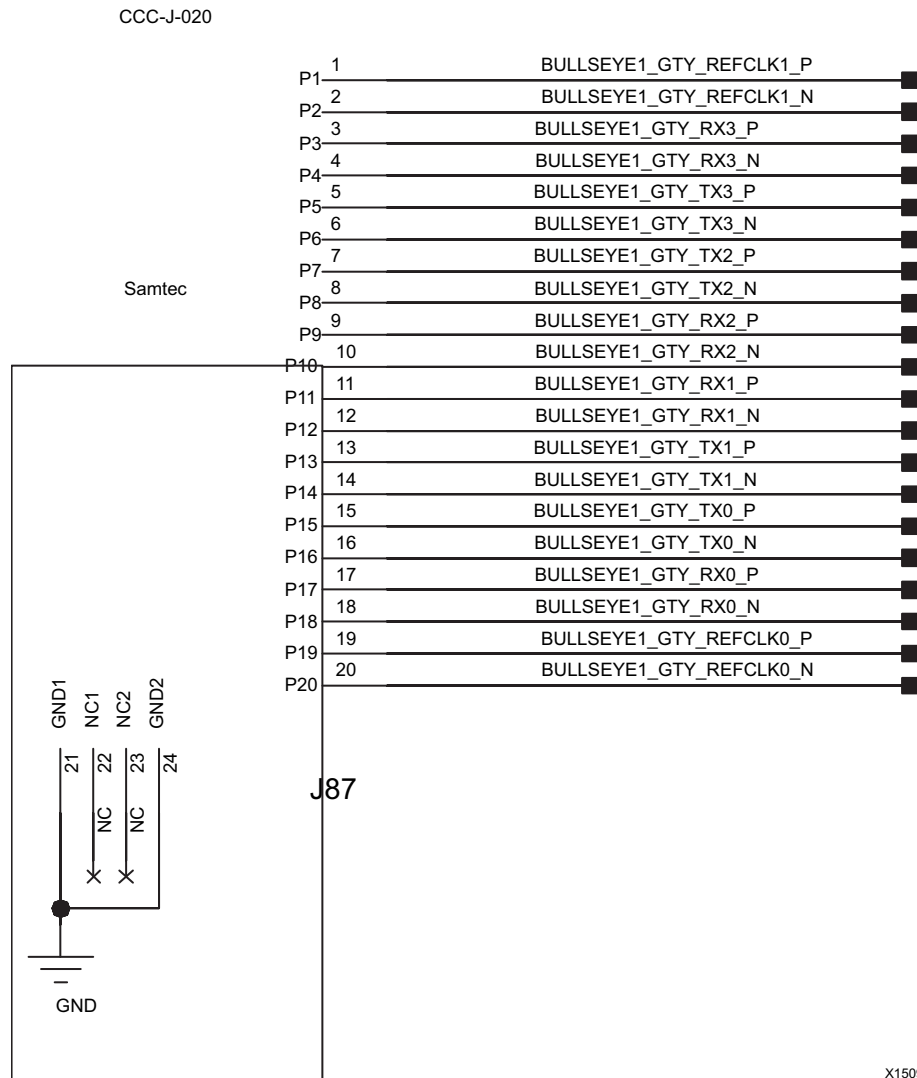 CCC-J-020
P1 1 BULLSEYE1_GTY_REFCLK1_P
P2 2 BULLSEYE1_GTY_REFCLK1_N
P3 3 BULLSEYE1_GTY_RX3_P
P4 4 BULLSEYE1_GTY_RX3_N
P5 5 BULLSEYE1_GTY_TX3_P
P6 6 BULLSEYE1_GTY_TX3_N
P7 7 BULLSEYE1_GTY_TX2_P
Samtec
P8 8 BULLSEYE1_GTY_TX2_N
P9 9 BULLSEYE1_GTY_RX2_P
P10 10 BULLSEYE1_GTY_RX2_N
P11 11 BULLSEYE1_GTY_RX1_P
P12 12 BULLSEYE1_GTY_RX1_N
P13 13 BULLSEYE1_GTY_TX1_P
P14 14 BULLSEYE1_GTY_TX1_N
P15 15 BULLSEYE1_GTY_TX0_P
P16 16 BULLSEYE1_GTY_TX0_N
P17 17 BULLSEYE1_GTY_RX0_P
P18 18 BULLSEYE1_GTY_RX0_N
P19 19 BULLSEYE1_GTY_REFCLK0_P
P20 20 BULLSEYE1_GTY_REFCLK0_N
GND1 NC1 NC2 GND2
21 22 23 24
J87
NC NC
GND